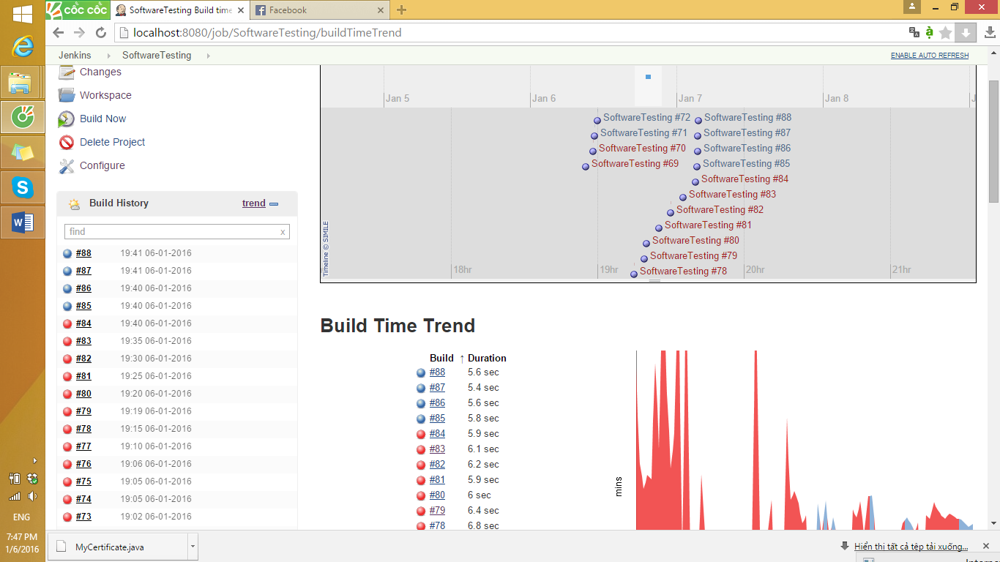 cốc cốc
SoftwareTesting Build time
Facebook
localhost:8080/job/SoftwareTesting/buildTimeTrend
Jenkins
SoftwareTesting
ENABLE AUTO REFRESH
Changes
Workspace
Build Now
Delete Project
Configure
Build History
trend
find
x
#88 19:41 06-01-2016
#87 19:41 06-01-2016
#86 19:40 06-01-2016
#85 19:40 06-01-2016
#84 19:40 06-01-2016
#83 19:35 06-01-2016
#82 19:30 06-01-2016
#81 19:25 06-01-2016
#80 19:20 06-01-2016
#79 19:19 06-01-2016
#78 19:15 06-01-2016
#77 19:10 06-01-2016
#76 19:06 06-01-2016
#75 19:05 06-01-2016
#74 19:05 06-01-2016
#73 19:02 06-01-2016
Jan 5
Jan 6
Jan 7
Jan 8
SoftwareTesting #72
SoftwareTesting #71
SoftwareTesting #70
SoftwareTesting #69
SoftwareTesting #88
SoftwareTesting #87
SoftwareTesting #86
SoftwareTesting #85
SoftwareTesting #84
SoftwareTesting #83
SoftwareTesting #82
SoftwareTesting #81
SoftwareTesting #80
SoftwareTesting #79
SoftwareTesting #78
Timeline © SIMILE
18hr
19hr
20hr
21hr
Build Time Trend
Build ↑ Duration
#88 5.6 sec
#87 5.4 sec
#86 5.6 sec
#85 5.8 sec
#84 5.9 sec
#83 6.1 sec
#82 6.2 sec
#81 5.9 sec
#80 6 sec
#79 6.4 sec
#78 6.8 sec
mins
ENG
7:47 PM
1/6/2016
MyCertificate.java
Hiển thị tất cả tệp tải xuống...